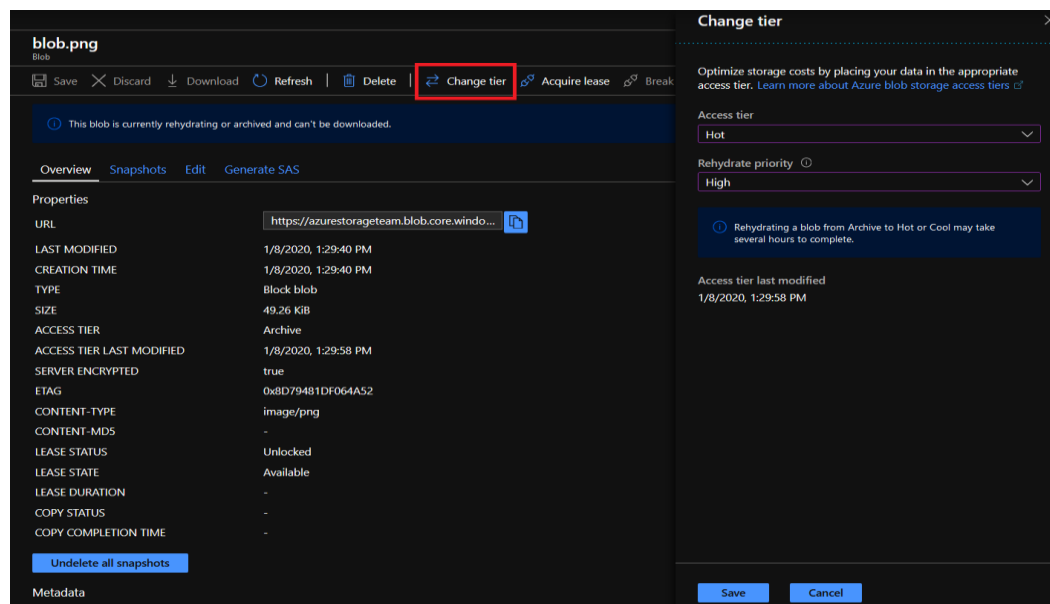 blob.png
Blob
Save Discard Download Refresh | Delete | Change tier Acquire lease Break
This blob is currently rehydrating or archived and can't be downloaded.
Overview Snapshots Edit Generate SAS
Properties
URL https://azurestorageteam.blob.core.windo...
LAST MODIFIED 1/8/2020, 1:29:40 PM
CREATION TIME 1/8/2020, 1:29:40 PM
TYPE Block blob
SIZE 49.26 KiB
ACCESS TIER Archive
ACCESS TIER LAST MODIFIED 1/8/2020, 1:29:58 PM
SERVER ENCRYPTED true
ETAG 0x8D79481DF064A52
CONTENT-TYPE image/png
CONTENT-MD5 -
LEASE STATUS Unlocked
LEASE STATE Available
LEASE DURATION -
COPY STATUS -
COPY COMPLETION TIME -
Undelete all snapshots
Metadata
Change tier
Optimize storage costs by placing your data in the appropriate
access tier. Learn more about Azure blob storage access tiers
Access tier
Hot
Rehydrate priority
High
Rehydrating a blob from Archive to Hot or Cool may take
several hours to complete.
Access tier last modified
1/8/2020, 1:29:58 PM
Save Cancel